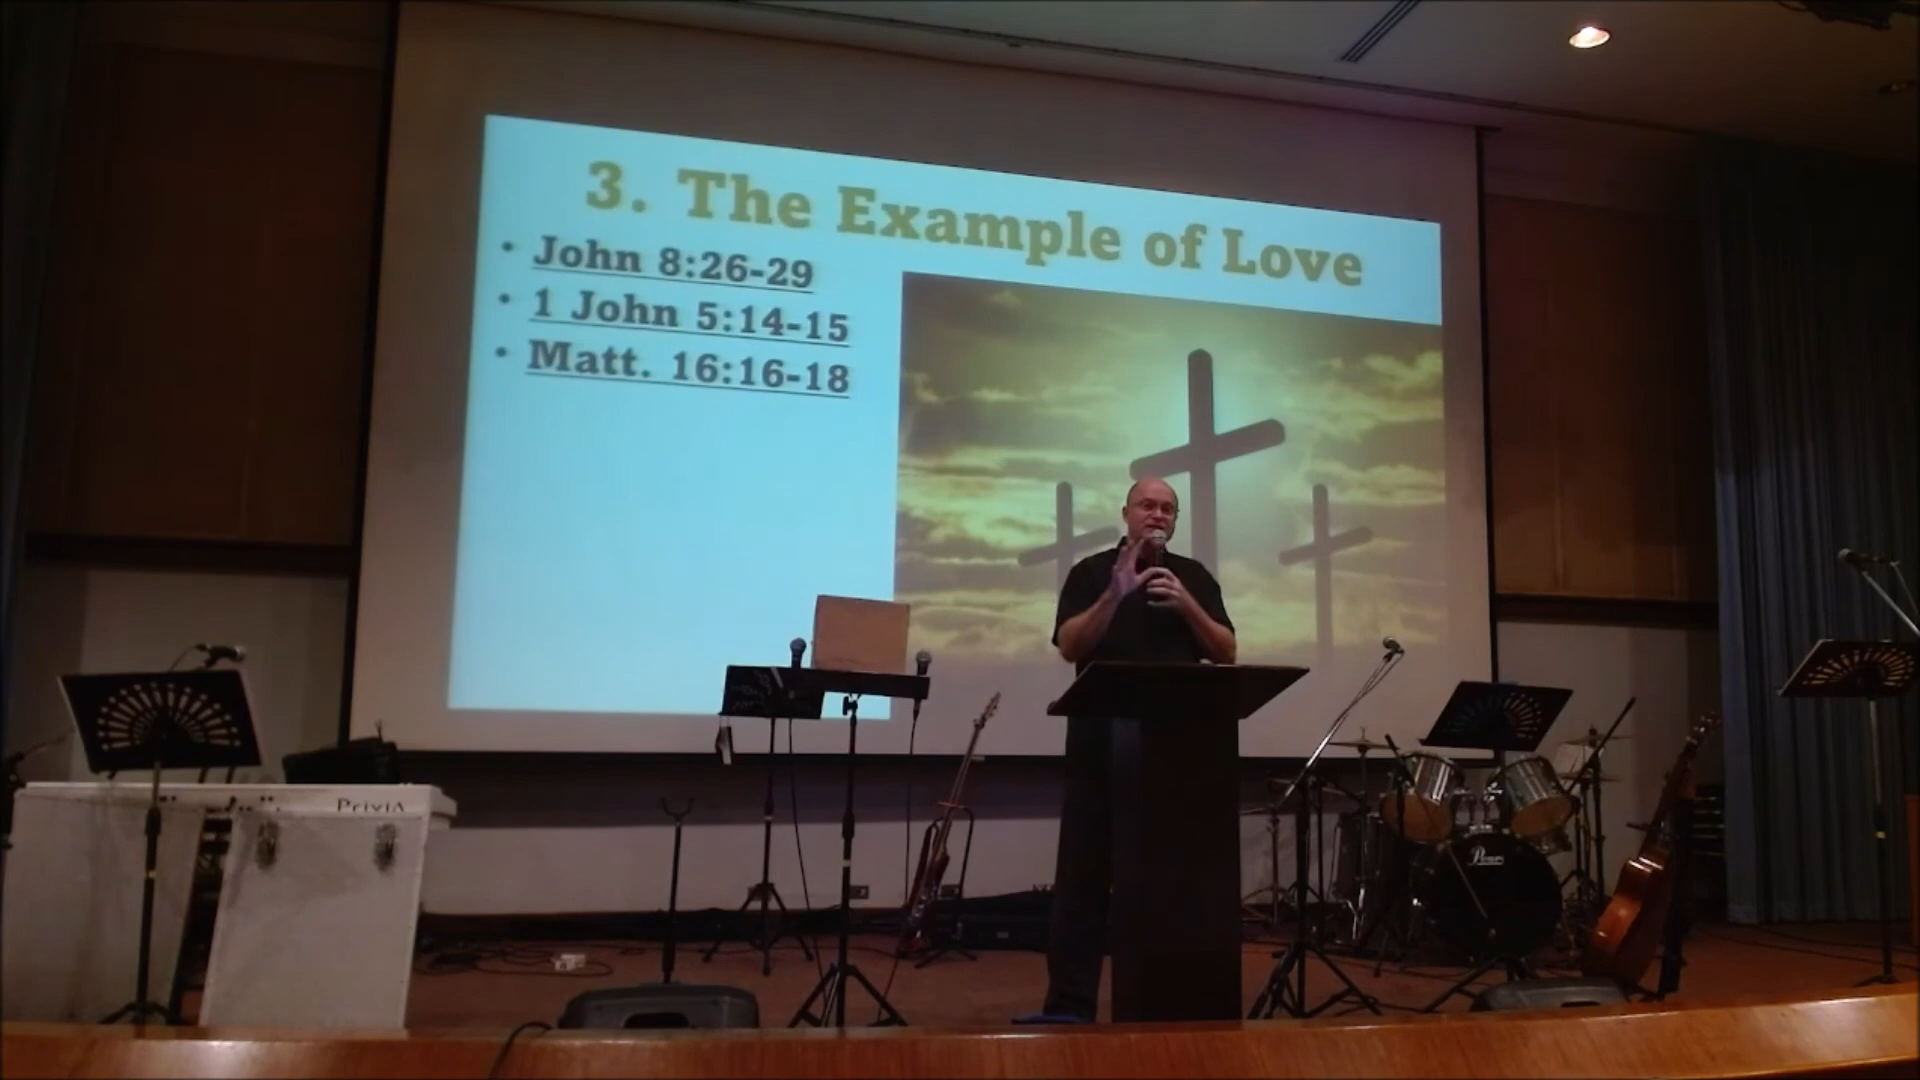 3. The Example of Love
• John 8:26-29
• 1 John 5:14-15
• Matt. 16:16-18
Privia
Pearl